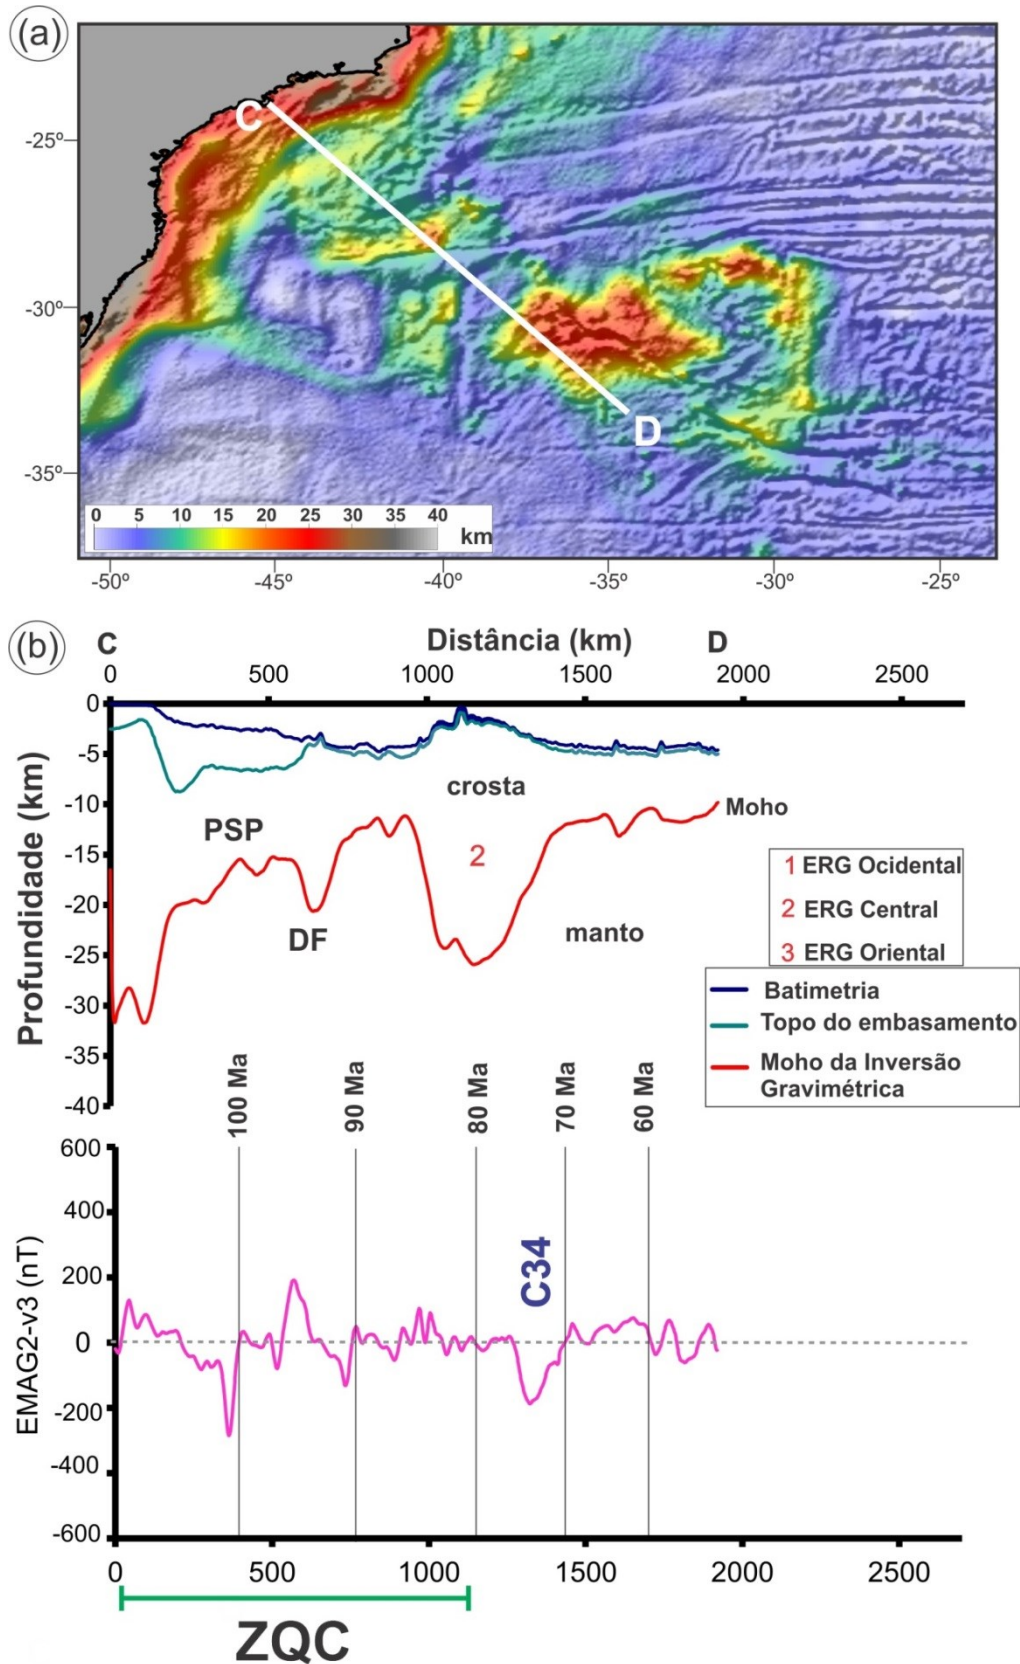 (a)
C
D
-25º
-30º
-35º
0 5 10 15 20 25 30 35 40
km
-50º -45º -40º -35º -30º -25º
(b)
C Distância (km) D
0 500 1000 1500 2000 2500
Profundidade (km)
0
-5
-10
-15
-20
-25
-30
-35
-40
crosta
Moho
PSP
2
DF
manto
1 ERG Ocidental
2 ERG Central
3 ERG Oriental
Batimetria
Topo do embasamento
Moho da Inversão
Gravimétrica
100 Ma
90 Ma
80 Ma
70 Ma
60 Ma
EMAG2-v3 (nT)
600
400
200
0
-200
-400
-600
C34
0 500 1000 1500 2000 2500
ZQC